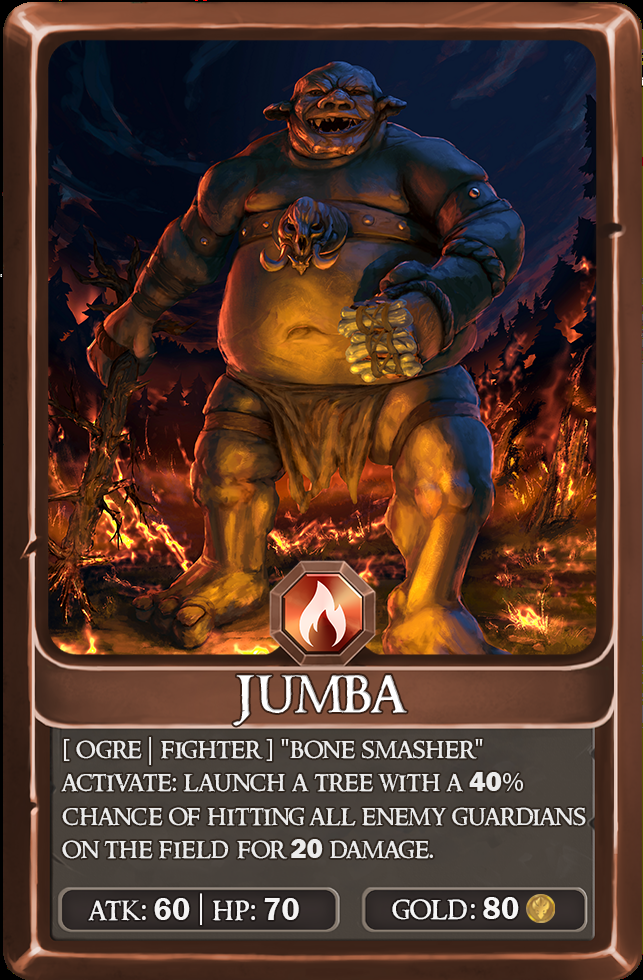 JUMBA
[ OGRE | FIGHTER ] "BONE SMASHER"
ACTIVATE: LAUNCH A TREE WITH A 40%
CHANCE OF HITTING ALL ENEMY GUARDIANS
ON THE FIELD FOR 20 DAMAGE.
ATK: 60 | HP: 70 GOLD: 80